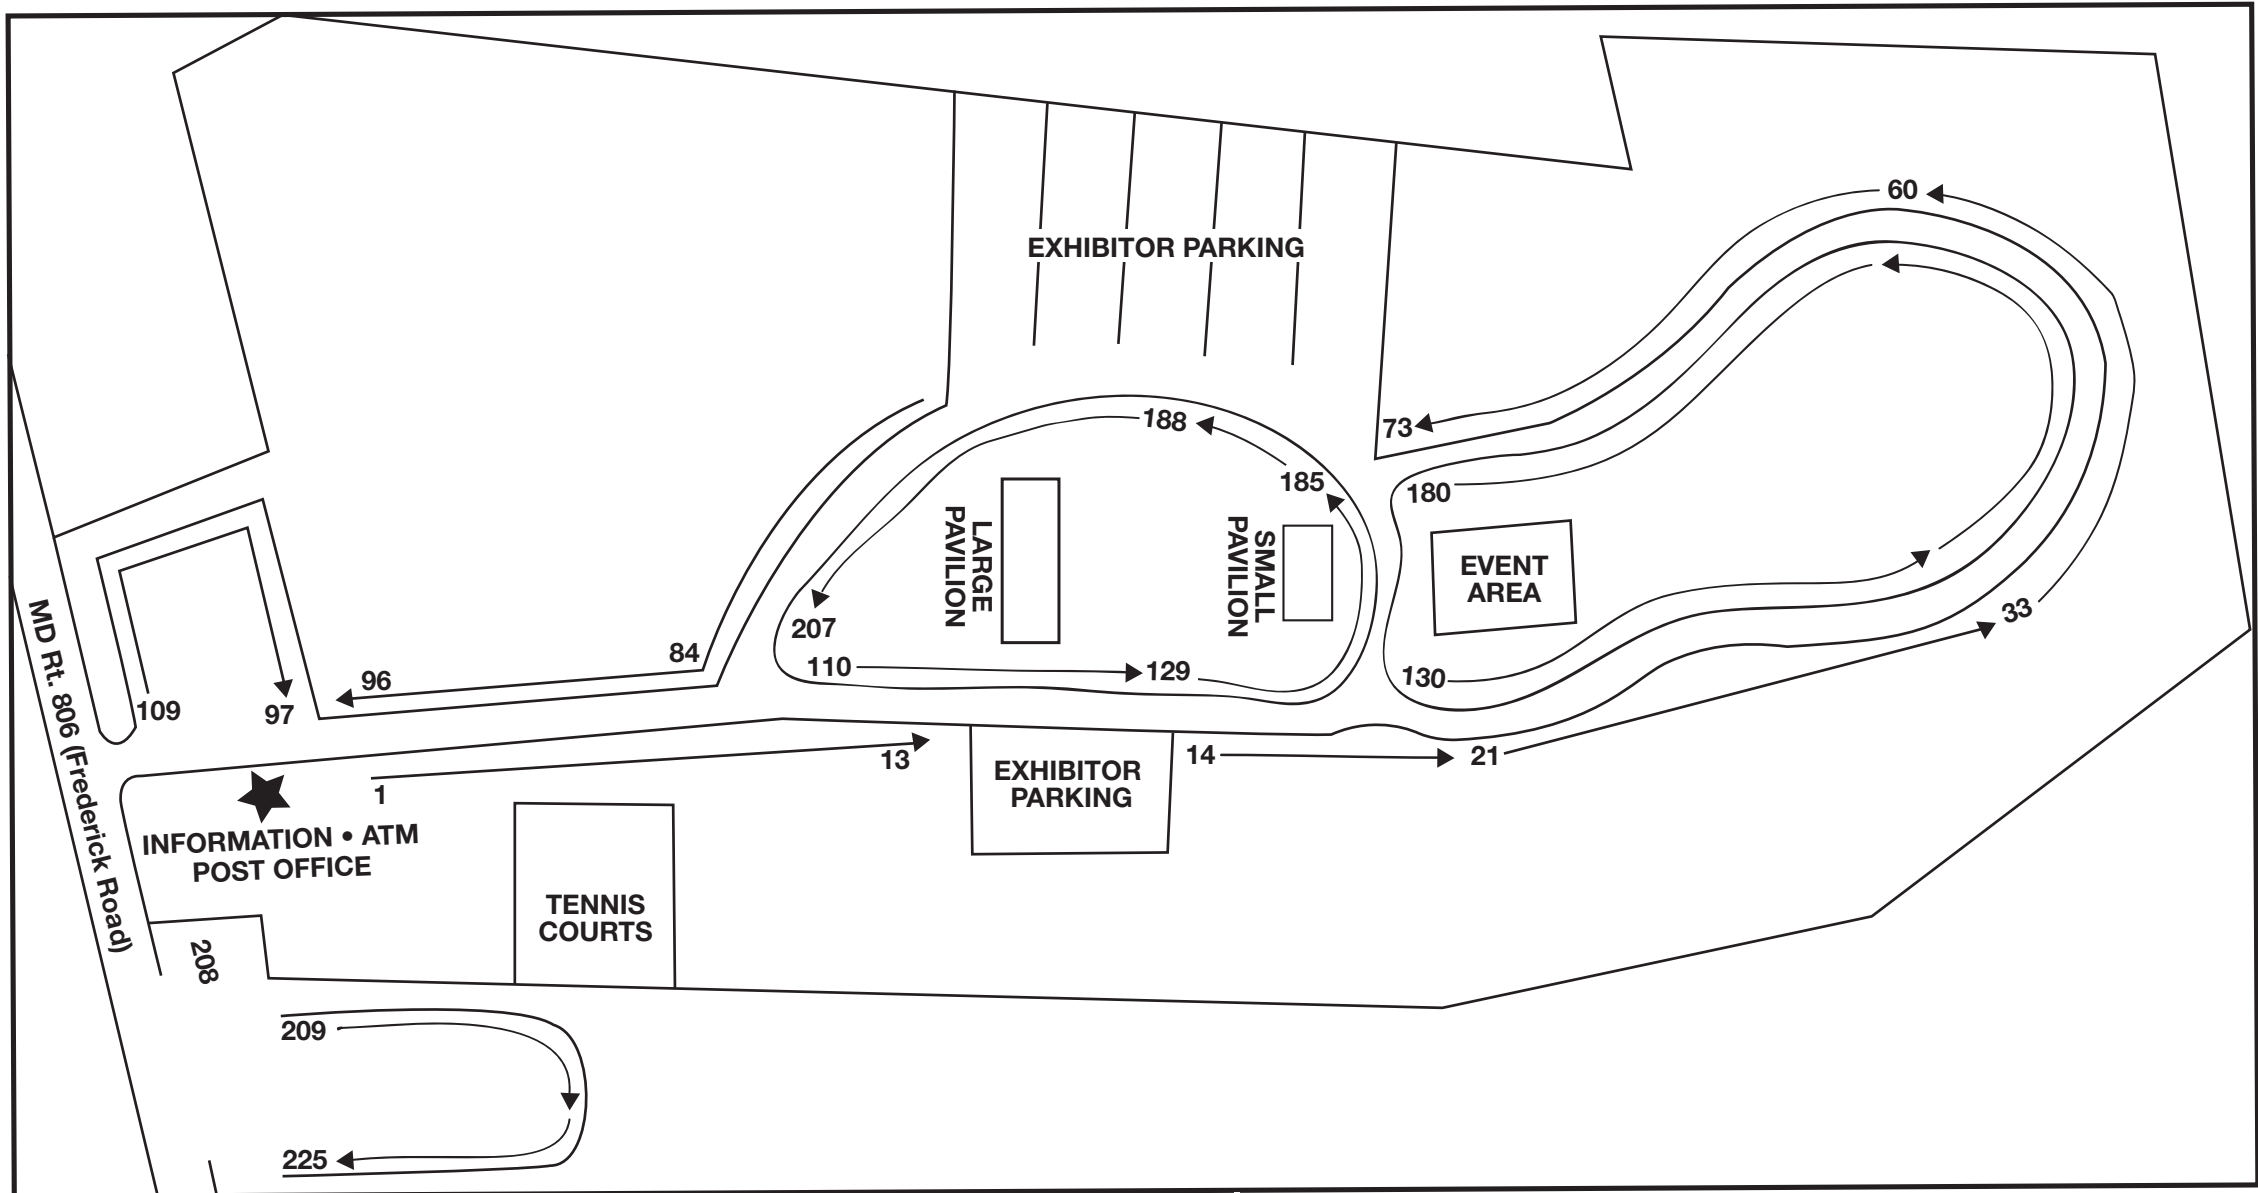 60
EXHIBITOR PARKING
188
73
185
180
LARGE
PAVILION
SMALL
PAVILION
EVENT
AREA
33
207
84
110
129
130
96
109
97
MD Rt. 806 (Frederick Road)
13
14
21
EXHIBITOR
PARKING
1
INFORMATION • ATM
POST OFFICE
TENNIS
COURTS
208
209
225